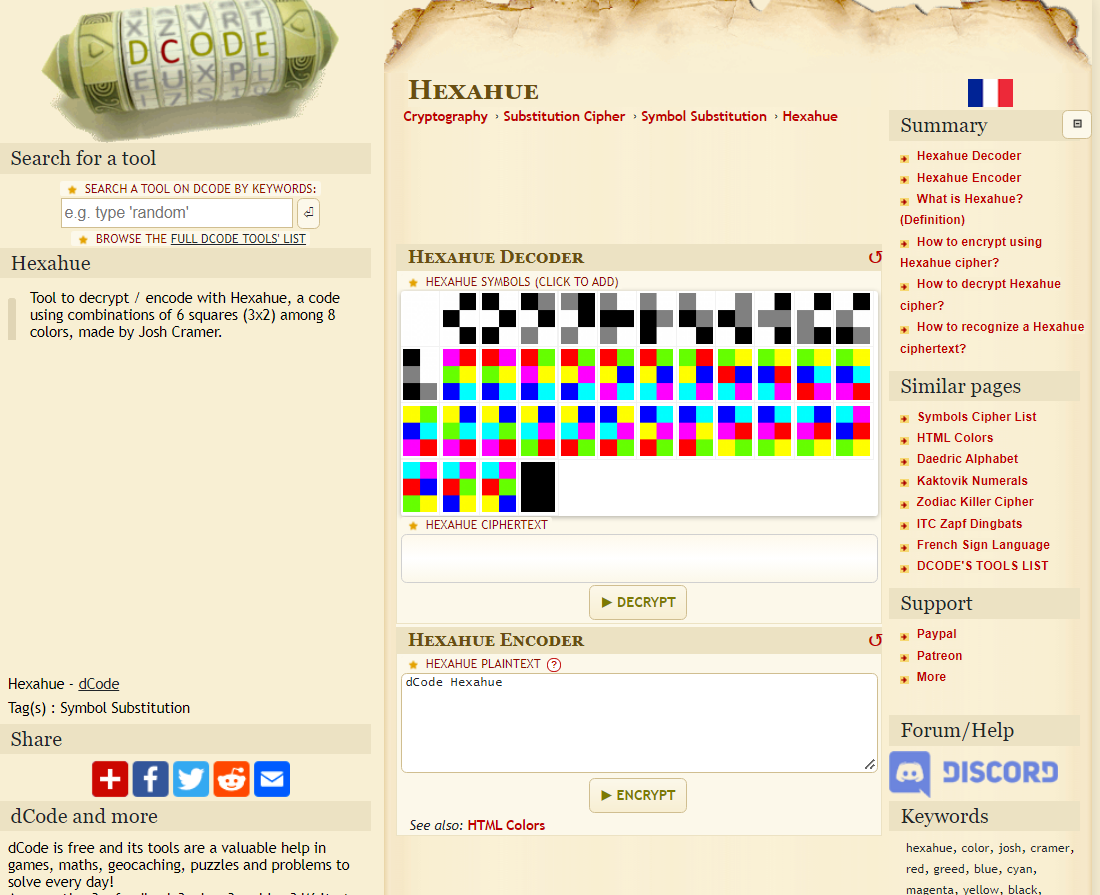 DCODE
Search for a tool
SEARCH A TOOL ON DCODE BY KEYWORDS:
e.g. type 'random'
BROWSE THE FULL DCODE TOOLS' LIST
Hexahue
Tool to decrypt / encode with Hexahue, a code
using combinations of 6 squares (3x2) among 8
colors, made by Josh Cramer.
Hexahue - dCode
Tag(s) : Symbol Substitution
Share
dCode and more
dCode is free and its tools are a valuable help in
games, maths, geocaching, puzzles and problems to
solve every day!
Hexahue
Cryptography › Substitution Cipher › Symbol Substitution › Hexahue
Hexahue Decoder
HEXAHUE SYMBOLS (CLICK TO ADD)
HEXAHUE CIPHERTEXT
▶ DECRYPT
Hexahue Encoder
HEXAHUE PLAINTEXT ?
dCode Hexahue
▶ ENCRYPT
See also: HTML Colors
Summary
Hexahue Decoder
Hexahue Encoder
What is Hexahue?
(Definition)
How to encrypt using
Hexahue cipher?
How to decrypt Hexahue
cipher?
How to recognize a Hexahue
ciphertext?
Similar pages
Symbols Cipher List
HTML Colors
Daedric Alphabet
Kaktovik Numerals
Zodiac Killer Cipher
ITC Zapf Dingbats
French Sign Language
DCODE'S TOOLS LIST
Support
Paypal
Patreon
More
Forum/Help
DISCORD
Keywords
hexahue, color, josh, cramer,
red, greed, blue, cyan,
magenta, yellow, black,